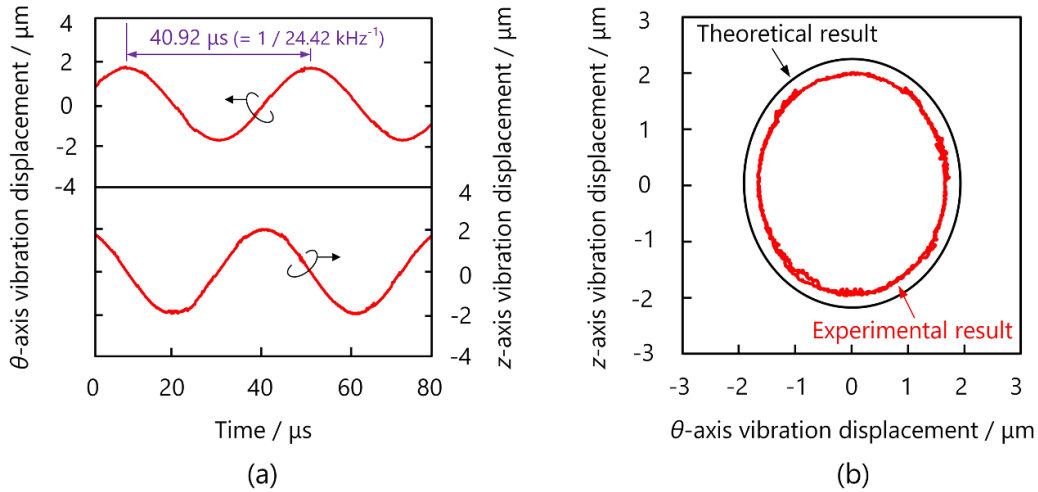 θ-axis vibration displacement / μm
4
2
0
-2
-4
40.92 μs (= 1 / 24.42 kHz⁻¹)
4
2
0
-2
-4
z-axis vibration displacement / μm
0 20 40 60 80
Time / μs
(a)
z-axis vibration displacement / μm
3
2
1
0
-1
-2
-3
Theoretical result
Experimental result
-3 -2 -1 0 1 2 3
θ-axis vibration displacement / μm
(b)